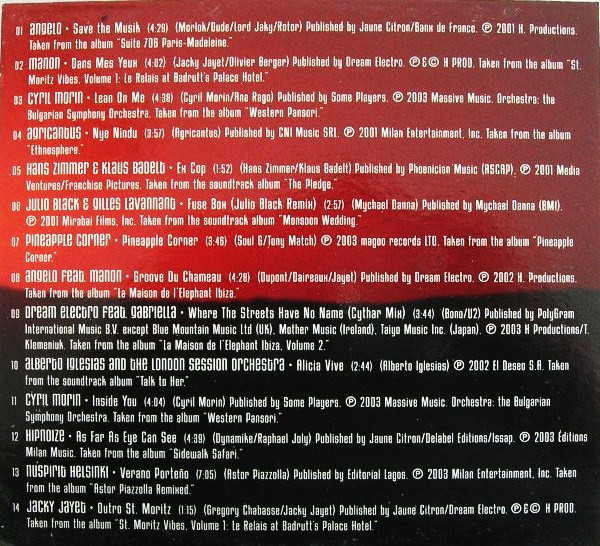 01 Angelo • Save the Musik (4:29) (Morlok/Dude/Lord Jaky/Rotor) Published by Jaune Citron/Banx de France. ℗ 2001 H. Productions.
Taken from the album "Suite 706 Paris-Madeleine."
02 Manon • Dans Mes Yeux (4:02) (Jacky Jayet/Olivier Berger) Published by Dream Electro. ℗&© H PROD. Taken from the album "St.
Moritz Vibes, Volume 1: Le Relais at Badrutt's Palace Hotel."
03 Cyril Morin • Lean On Me (4:38) (Cyril Morin/Ana Rago) Published by Some Players. ℗ 2003 Massive Music. Orchestra: the
Bulgarian Symphony Orchestra. Taken from the album "Western Pansori."
04 Agricantus • Nye Nindu (3:57) (Agricantus) Published by CNI Music SRL. ℗ 2001 Milan Entertainment, Inc. Taken from the album
"Ethnosphere."
05 Hans Zimmer & Klaus Badelt • Ex Cop (1:52) (Hans Zimmer/Klaus Badelt) Published by Phoenician Music (ASCAP). ℗ 2001 Media
Ventures/Franchise Pictures. Taken from the soundtrack album "The Pledge."
06 Julio Black & Gilles Lavannant • Fuse Box (Julio Black Remix) (2:57) (Mychael Danna) Published by Mychael Danna (BMI).
℗ 2001 Mirabai Films, Inc. Taken from the soundtrack album "Monsoon Wedding."
07 Pineapple Corner • Pineapple Corner (3:46) (Soul G/Tony Match) ℗ 2003 magoo records LTD. Taken from the album "Pineapple
Corner."
08 Angelo feat. Manon • Groove Du Chameau (4:28) (Dupont/Daireaux/Jayet) Published by Dream Electro. ℗ 2002 H. Productions.
Taken from the album "La Maison de l'Elephant Ibiza."
09 Dream Electro feat. Gabriella • Where The Streets Have No Name (Cythar Mix) (3:44) (Bono/U2) Published by PolyGram
International Music B.V. except Blue Mountain Music Ltd (UK), Mother Music (Ireland), Taiyo Music Inc. (Japan). ℗ 2003 H Productions/T.
Klemeniuk. Taken from the album "La Maison de l'Elephant Ibiza, Volume 2."
10 Alberto Iglesias and the London Session Orchestra • Alicia Vive (2:44) (Alberto Iglesias) ℗ 2002 El Deseo S.A. Taken
from the soundtrack album "Talk to Her."
11 Cyril Morin • Inside You (4:04) (Cyril Morin) Published by Some Players. ℗ 2003 Massive Music. Orchestra: the Bulgarian
Symphony Orchestra. Taken from the album "Western Pansori."
12 Hipnoize • As Far As Eye Can See (4:39) (Dynamike/Raphael Joly) Published by Jaune Citron/Delabel Editions/Issap. ℗ 2003 Éditions
Milan Music. Taken from the album "Sidewalk Safari."
13 Nuspirit Helsinki • Verano Porteño (7:05) (Astor Piazzolla) Published by Editorial Lagos. ℗ 2003 Milan Entertainment, Inc. Taken
from the album "Astor Piazzolla Remixed."
14 Jacky Jayet • Outro St. Moritz (1:15) (Gregory Chabasse/Jacky Jayet) Published by Jaune Citron/Dream Electro. ℗&© H PROD.
Taken from the album "St. Moritz Vibes, Volume 1: Le Relais at Badrutt's Palace Hotel."